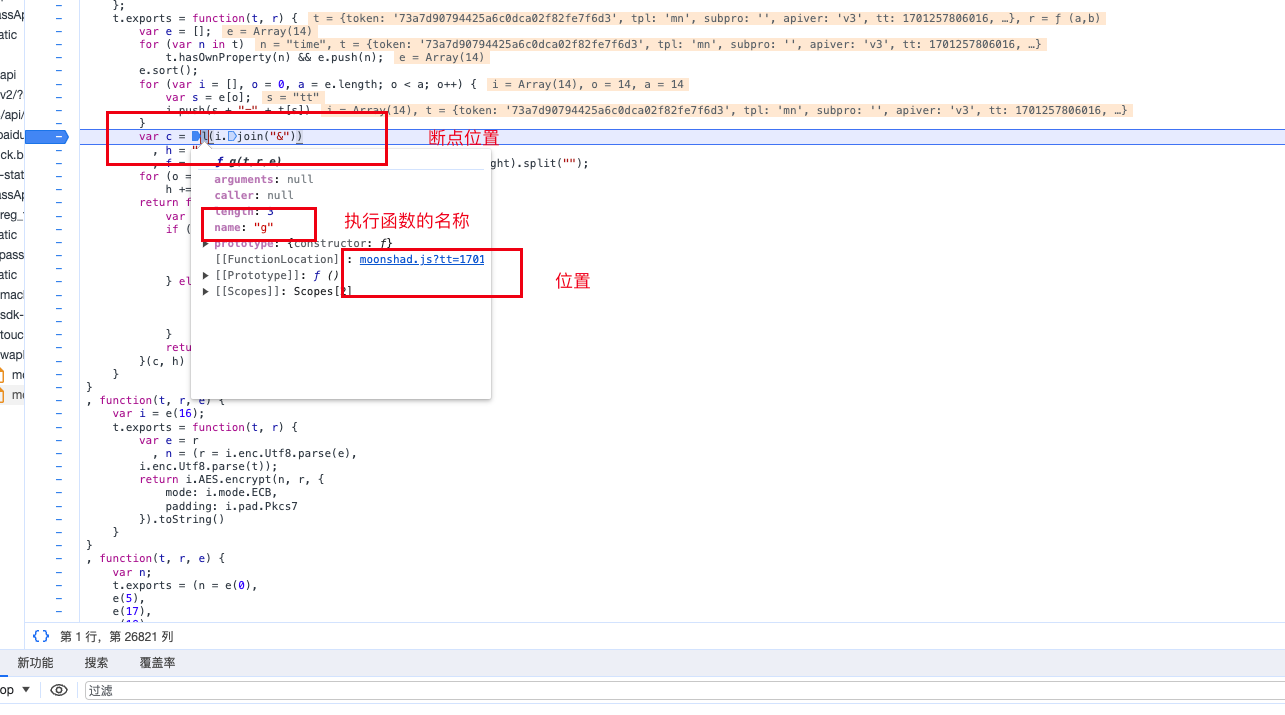 };
assAp
t.exports = function(t, r) { t = {token: '73a7d90794425a6c0dca02f82fe7f6d3', tpl: 'mn', subpro: '', apiver: 'v3', tt: 1701257806016, …}, r = ƒ (a,b)
atic
var e = []; e = Array(14)
for (var n in t) n = "time", t = {token: '73a7d90794425a6c0dca02f82fe7f6d3', tpl: 'mn', subpro: '', apiver: 'v3', tt: 1701257806016, …}
t.hasOwnProperty(n) && e.push(n); e = Array(14)
api
e.sort();
for (var i = [], o = 0, a = e.length; o < a; o++) { i = Array(14), o = 14, a = 14
v2/?
var s = e[o]; s = "tt"
/api/
i.push(s + "=" + t[s]) i = Array(14), t = {token: '73a7d90794425a6c0dca02f82fe7f6d3', tpl: 'mn', subpro: '', apiver: 'v3', tt: 1701257806016, …}
}
baidu
var c = l(i.join("&"))
断点位置
ck.b
, h = "
, f = ght).split("");
ƒ g(t,r,e)
-stat
for (o =
arguments: null
assAp
h +=
caller: null
return f
length: 3
reg_
var
name: "g"
执行函数的名称
if (
atic
prototype: {constructor: ƒ}
pass
[[FunctionLocation]]: moonshad.js?tt=1701
atic
[[Prototype]]: ƒ ()
} el
位置
mac
[[Scopes]]: Scopes[2]
sdk-
touc
}
retu
wapl
}(c, h)
mo
}
}
mo
, function(t, r, e) {
var i = e(16);
t.exports = function(t, r) {
var e = r
, n = (r = i.enc.Utf8.parse(e),
i.enc.Utf8.parse(t));
return i.AES.encrypt(n, r, {
mode: i.mode.ECB,
padding: i.pad.Pkcs7
}).toString()
}
}
, function(t, r, e) {
var n;
t.exports = (n = e(0),
e(5),
e(17),
{} 第 1 行，第 26821 列
新功能 搜索 覆盖率
op 过滤